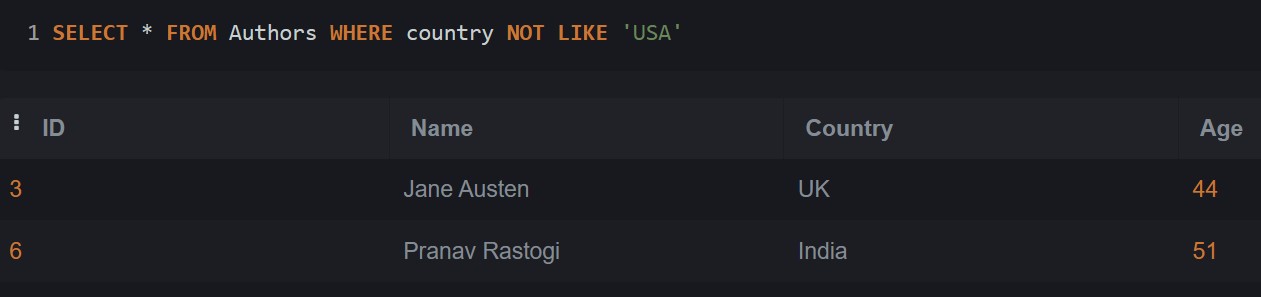 1 SELECT * FROM Authors WHERE country NOT LIKE 'USA'
ID Name Country Age
3 Jane Austen UK 44
6 Pranav Rastogi India 51